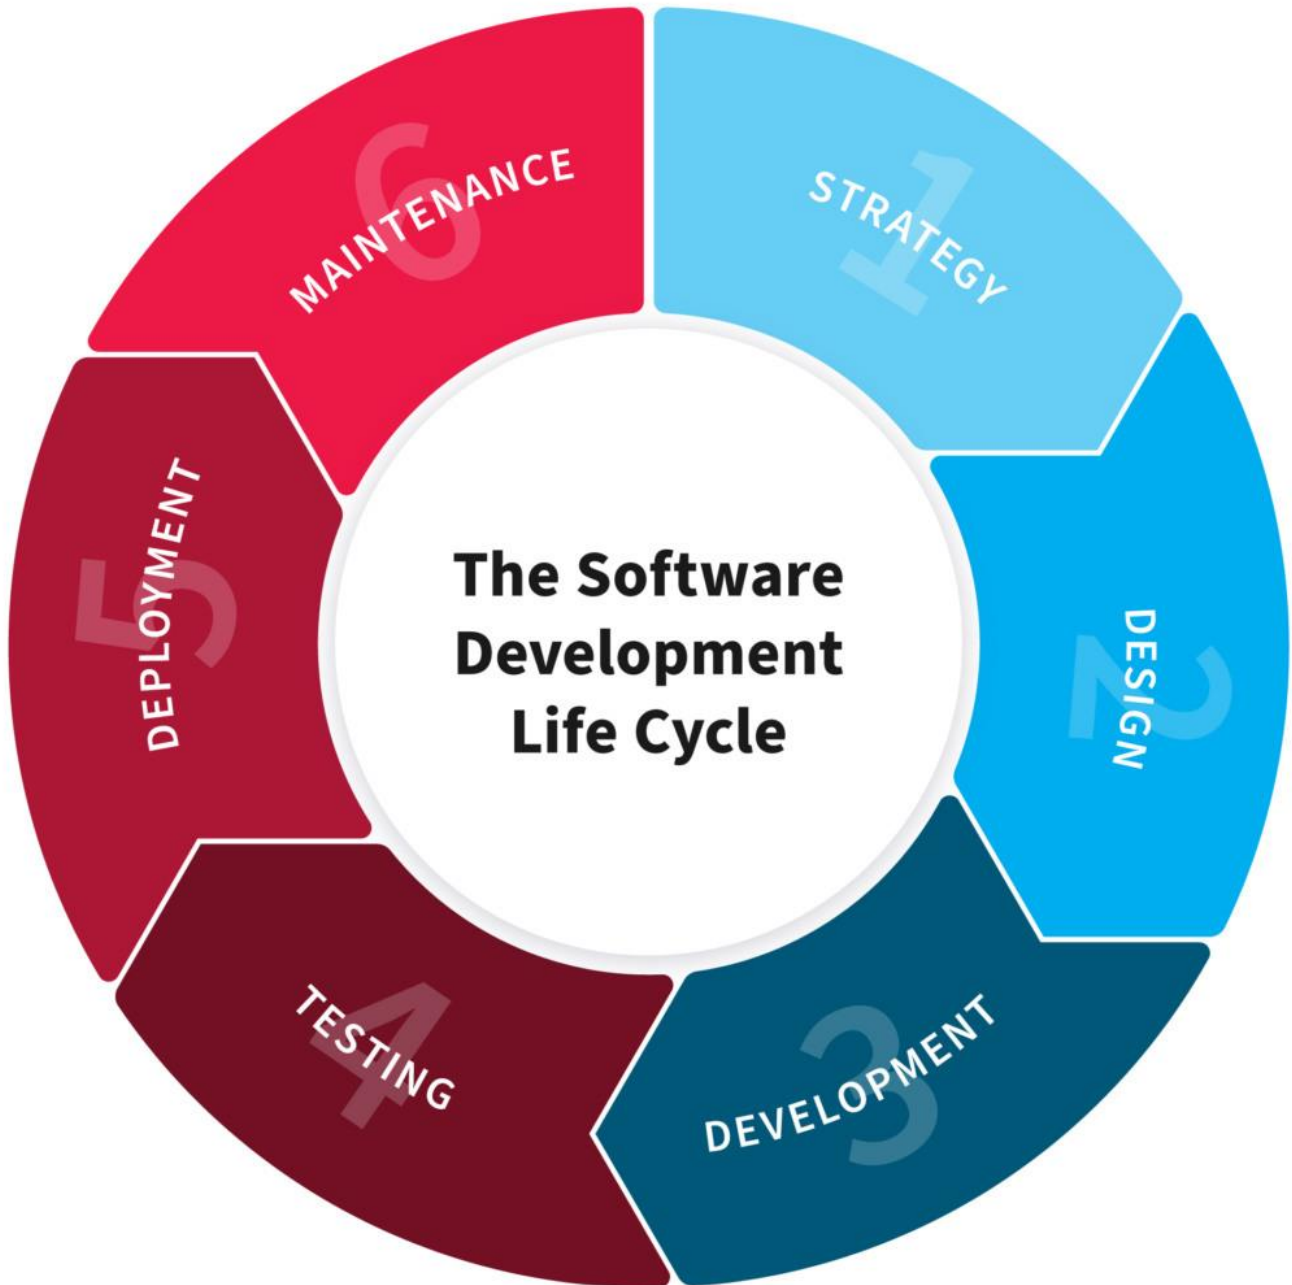 The Software
Development
Life Cycle
1
STRATEGY
2
DESIGN
3
DEVELOPMENT
4
TESTING
5
DEPLOYMENT
6
MAINTENANCE